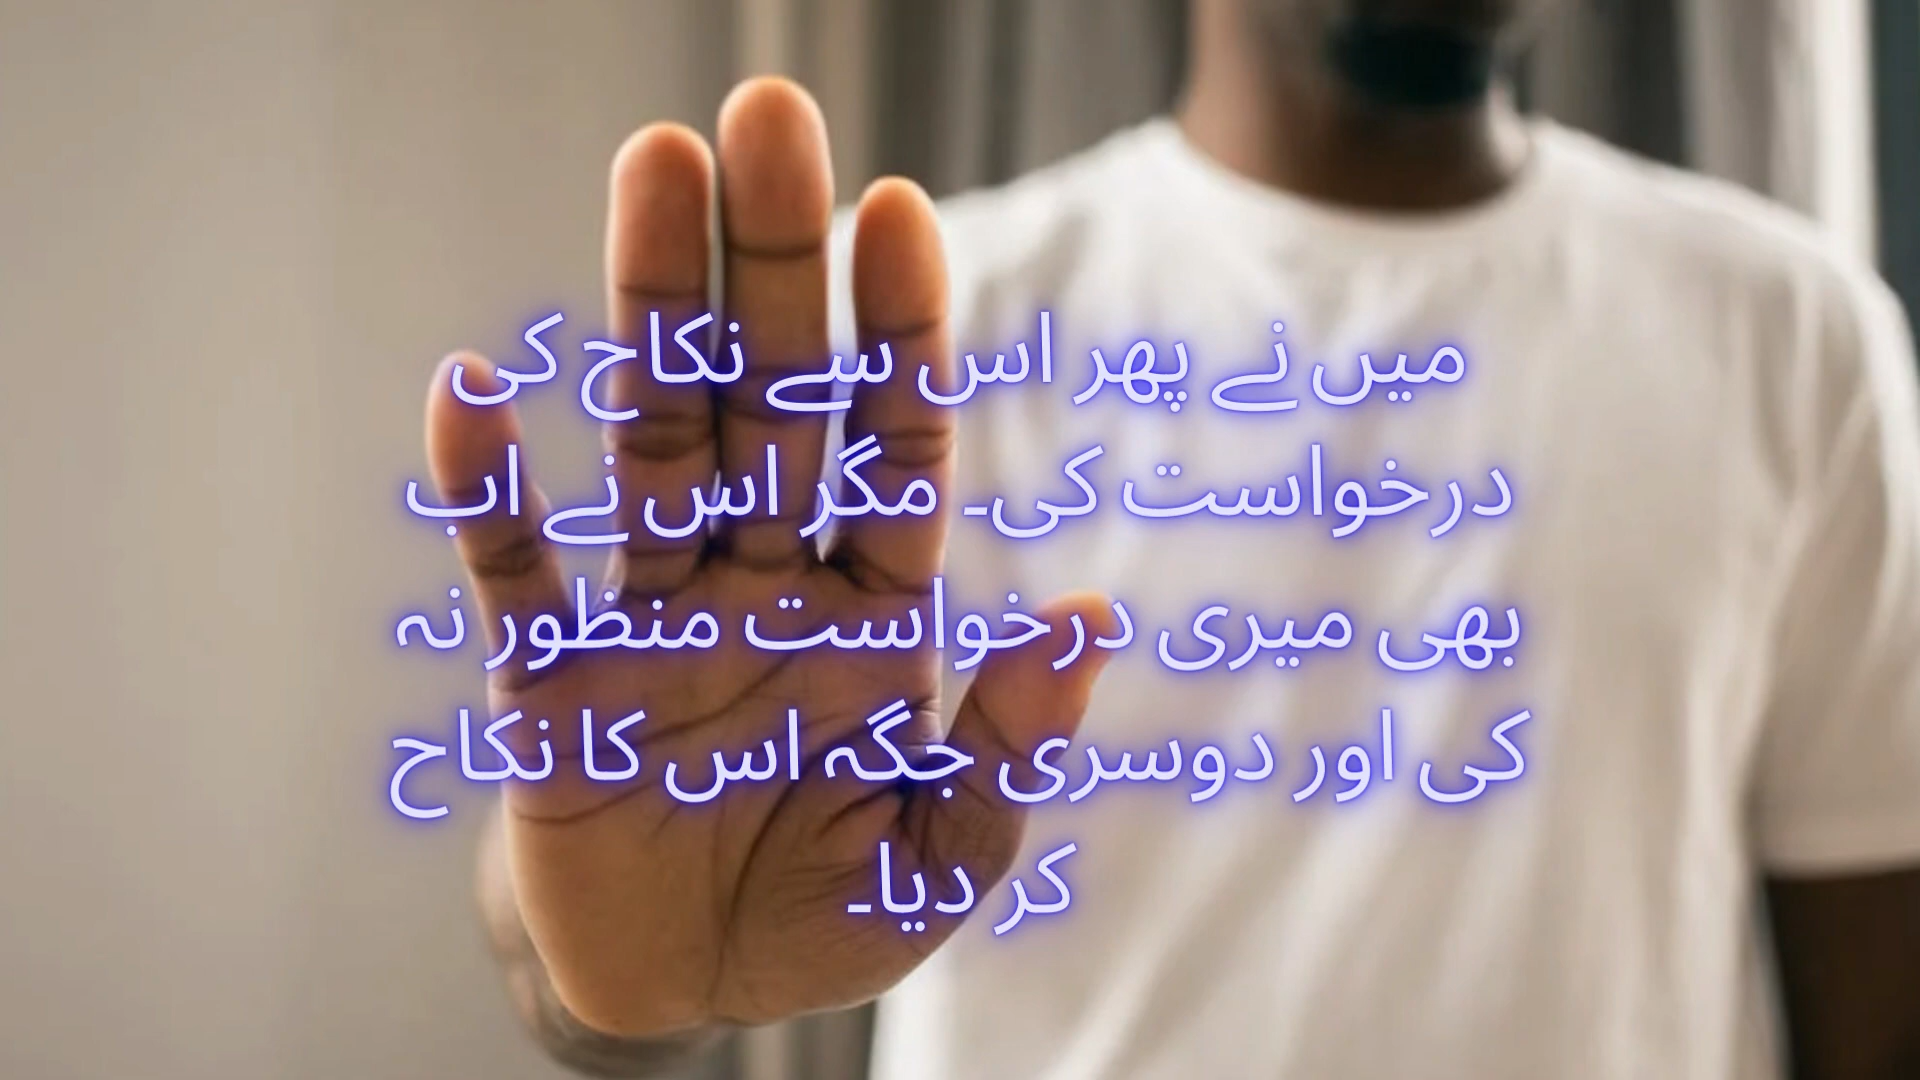 میں نے پھر اس سے نکاح کی
درخواست کی۔ مگر اس نے اب
بھی میری درخواست منظور نہ
کی اور دوسری جگہ اس کا نکاح
کر دیا۔